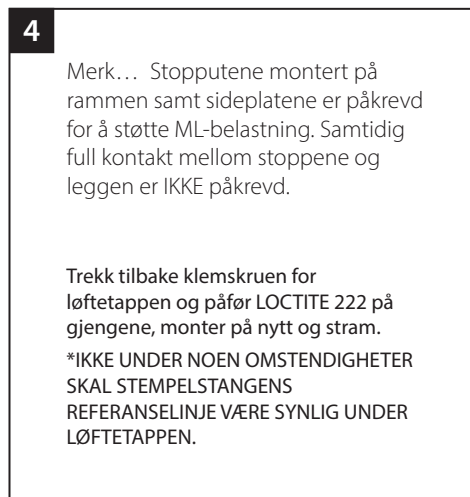 4
Merk… Stopputene montert på
rammen samt sideplatene er påkrevd
for å støtte ML-belastning. Samtidig
full kontakt mellom stoppene og
leggen er IKKE påkrevd.
Trekk tilbake klemskruen for
løftetappen og påfør LOCTITE 222 på
gjengene, monter på nytt og stram.
*IKKE UNDER NOEN OMSTENDIGHETER
SKAL STEMPELSTANGENS
REFERANSELINJE VÆRE SYNLIG UNDER
LØFTETAPPEN.